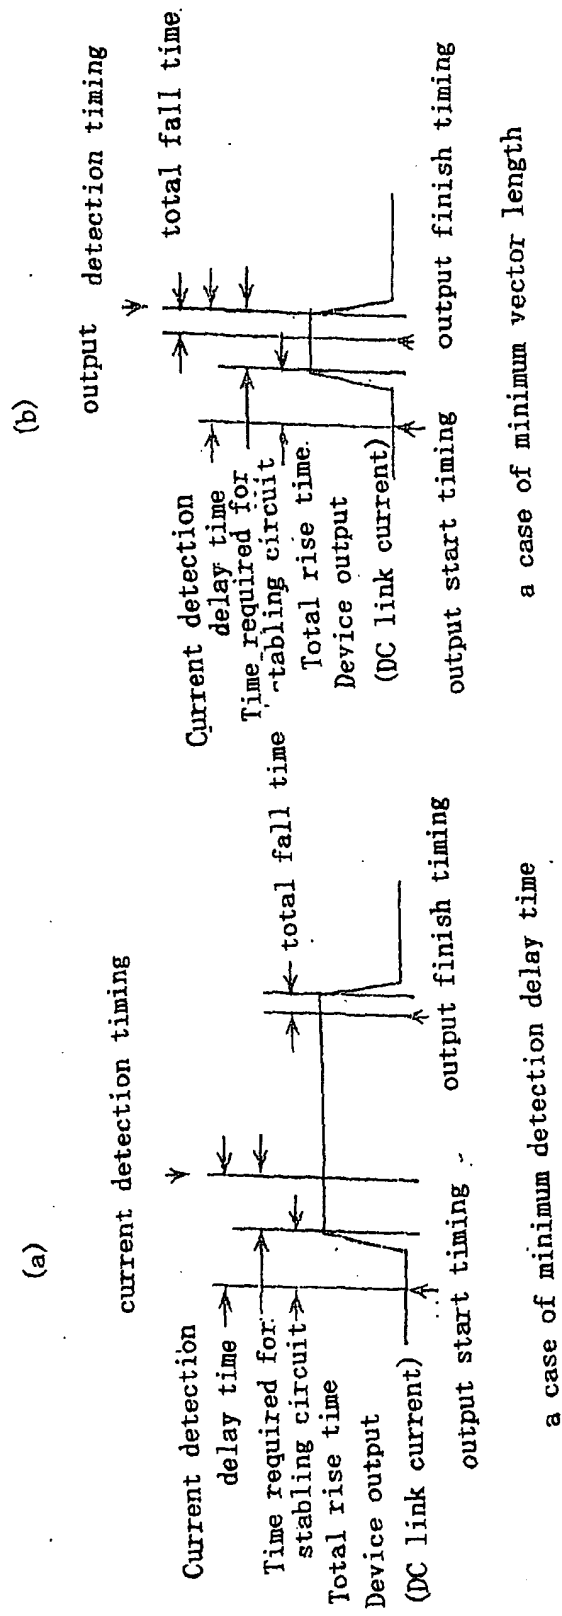 (a)
current detection timing
Current detection
delay time
Time required for
stabling circuit
Total rise time
Device output
(DC link current)
total fall time
output start timing
output finish timing
a case of minimum detection delay time
(b)
output detection timing
total fall time
Current detection
delay time
Time required for
tabling circuit
Total rise time
Device output
(DC link current)
output start timing
output finish timing
a case of minimum vector length